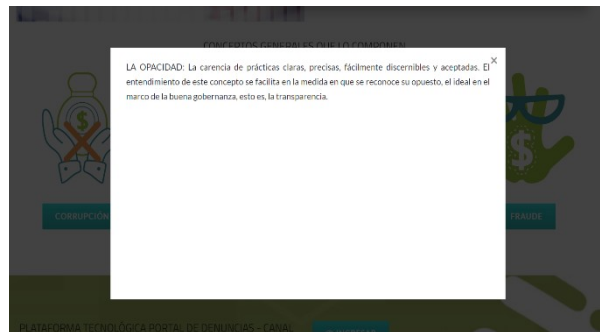 CONCEPTOS GENERALES QUE LO COMPONEN
×
LA OPACIDAD: La carencia de prácticas claras, precisas, fácilmente discernibles y aceptadas. El
entendimiento de este concepto se facilita en la medida en que se reconoce su opuesto, el ideal en el
marco de la buena gobernanza, esto es, la transparencia.
$
$
CORRUPCIÓN
FRAUDE
PLATAFORMA TECNOLÓGICA PORTAL DE DENUNCIAS – CANAL